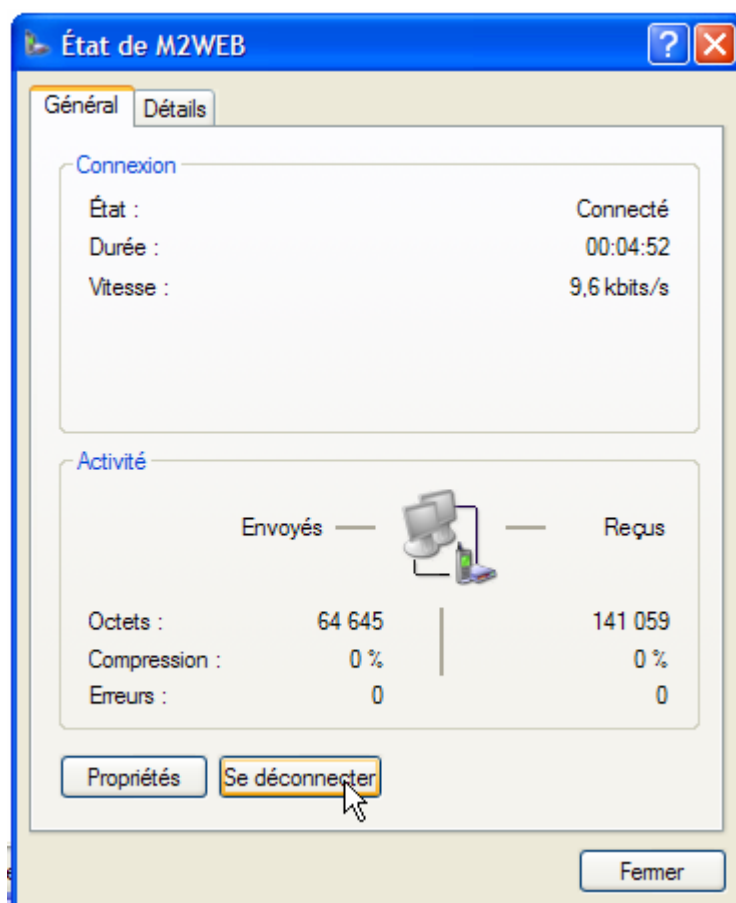 État de M2WEB
Général Détails
Connexion
État : Connecté
Durée : 00:04:52
Vitesse : 9,6 kbits/s
Activité
Envoyés Reçus
Octets : 64 645 141 059
Compression : 0 % 0 %
Erreurs : 0 0
Propriétés Se déconnecter
Fermer